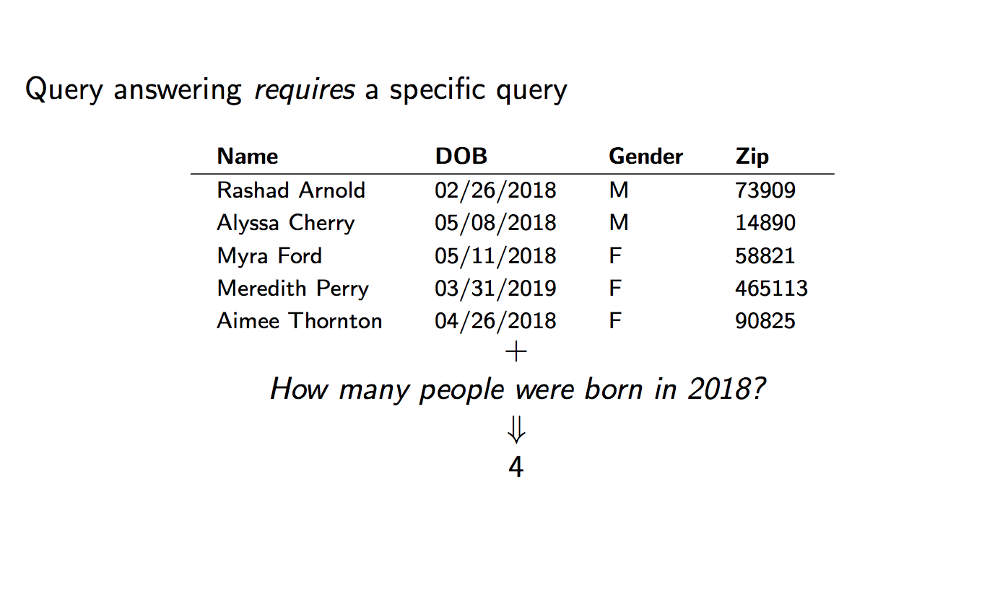 Query answering requires a specific query
Name DOB Gender Zip
Rashad Arnold 02/26/2018 M 73909
Alyssa Cherry 05/08/2018 M 14890
Myra Ford 05/11/2018 F 58821
Meredith Perry 03/31/2019 F 465113
Aimee Thornton 04/26/2018 F 90825
+
How many people were born in 2018?
⇓
4